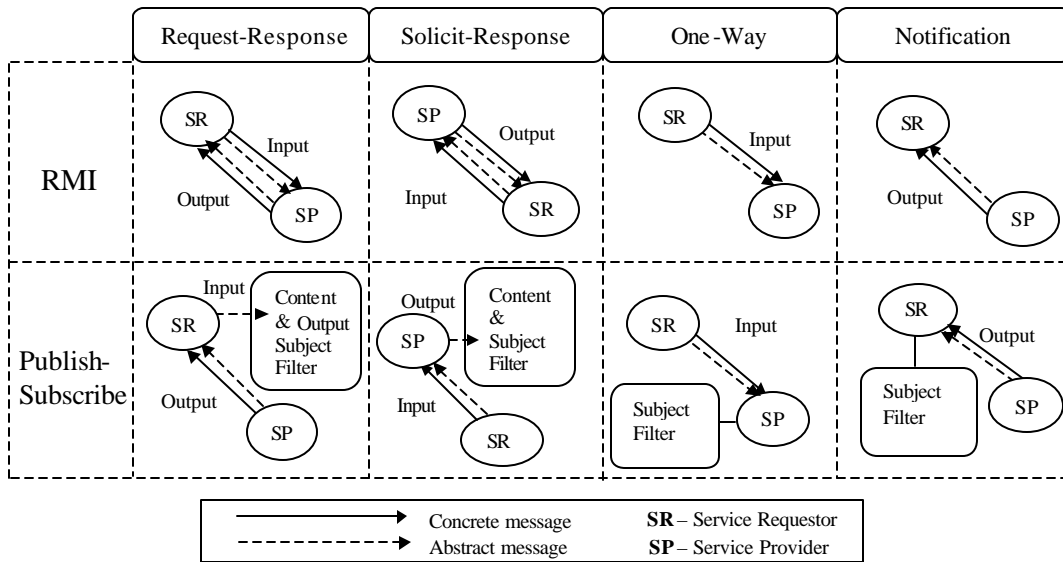 Request-Response
Solicit-Response
One-Way
Notification
RMI
SR
Input
Output
SP
SP
Output
Input
SR
SR
Input
SP
SR
Output
SP
Publish-
Subscribe
Input
Content
& Output
Subject
Filter
SR
Output
SP
Output
Content
&
Subject
Filter
SP
Input
SR
SR
Input
Subject
Filter
SP
SR
Output
Subject
Filter
SP
Concrete message
SR – Service Requestor
Abstract message
SP – Service Provider